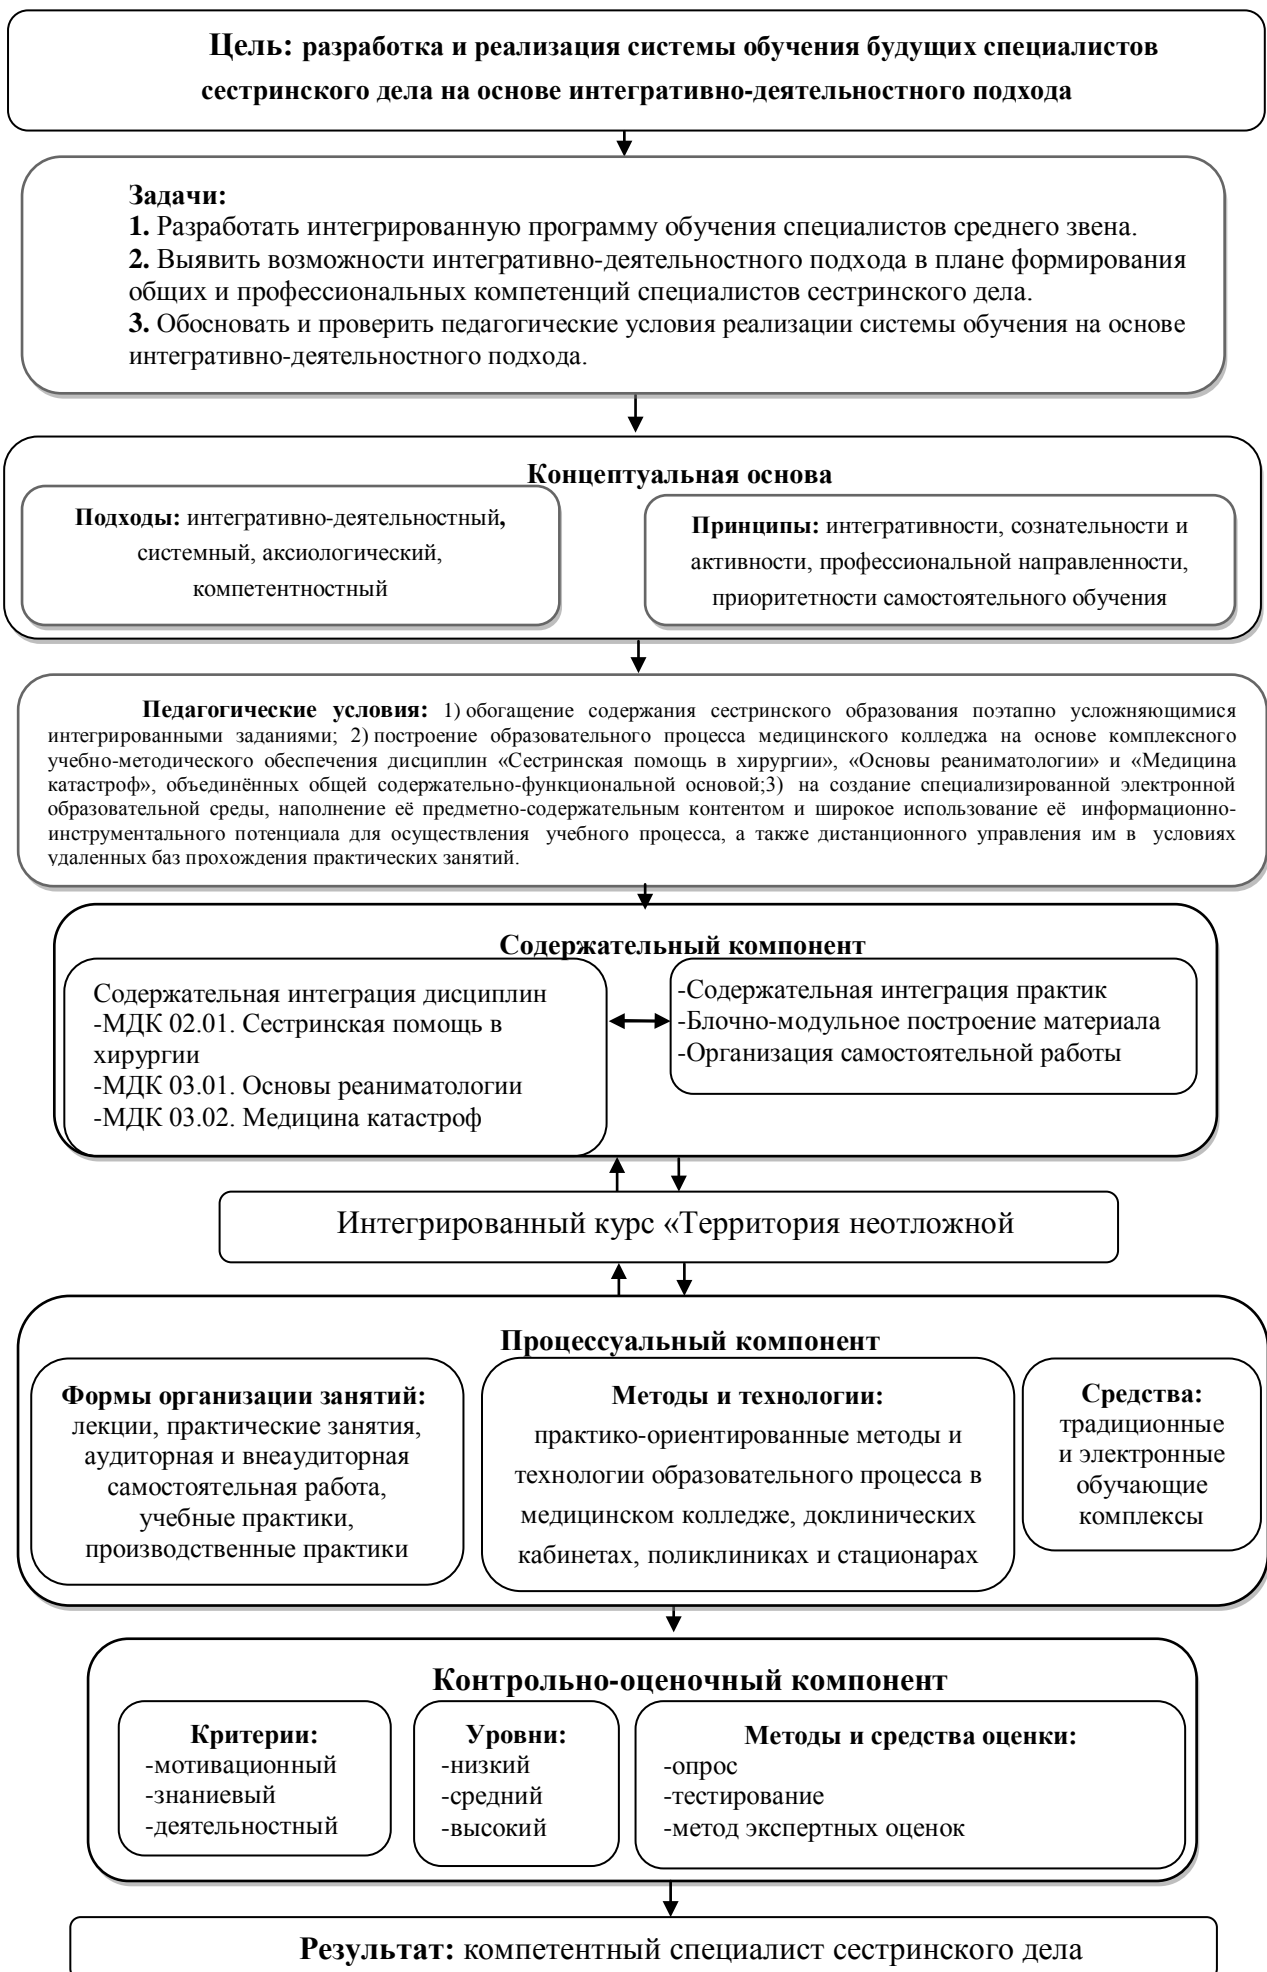 Цель: разработка и реализация системы обучения будущих специалистов
сестринского дела на основе интегративно-деятельностного подхода
Задачи:
1. Разработать интегрированную программу обучения специалистов среднего звена.
2. Выявить возможности интегративно-деятельностного подхода в плане формирования
общих и профессиональных компетенций специалистов сестринского дела.
3. Обосновать и проверить педагогические условия реализации системы обучения на основе
интегративно-деятельностного подхода.
Концептуальная основа
Подходы: интегративно-деятельностный,
системный, аксиологический,
компетентностный
Принципы: интегративности, сознательности и
активности, профессиональной направленности,
приоритетности самостоятельного обучения
Педагогические условия: 1) обогащение содержания сестринского образования поэтапно усложняющимися
интегрированными заданиями; 2) построение образовательного процесса медицинского колледжа на основе комплексного
учебно-методического обеспечения дисциплин «Сестринская помощь в хирургии», «Основы реаниматологии» и «Медицина
катастроф», объединённых общей содержательно-функциональной основой;3) на создание специализированной электронной
образовательной среды, наполнение её предметно-содержательным контентом и широкое использование её информационно-
инструментального потенциала для осуществления учебного процесса, а также дистанционного управления им в условиях
удаленных баз прохождения практических занятий.
Содержательный компонент
Содержательная интеграция дисциплин
-МДК 02.01. Сестринская помощь в
хирургии
-МДК 03.01. Основы реаниматологии
-МДК 03.02. Медицина катастроф
-Содержательная интеграция практик
-Блочно-модульное построение материала
-Организация самостоятельной работы
Интегрированный курс «Территория неотложной
Процессуальный компонент
Формы организации занятий:
лекции, практические занятия,
аудиторная и внеаудиторная
самостоятельная работа,
учебные практики,
производственные практики
Методы и технологии:
практико-ориентированные методы и
технологии образовательного процесса в
медицинском колледже, доклинических
кабинетах, поликлиниках и стационарах
Средства:
традиционные
и электронные
обучающие
комплексы
Контрольно-оценочный компонент
Критерии:
-мотивационный
-знаниевый
-деятельностный
Уровни:
-низкий
-средний
-высокий
Методы и средства оценки:
-опрос
-тестирование
-метод экспертных оценок
Результат: компетентный специалист сестринского дела